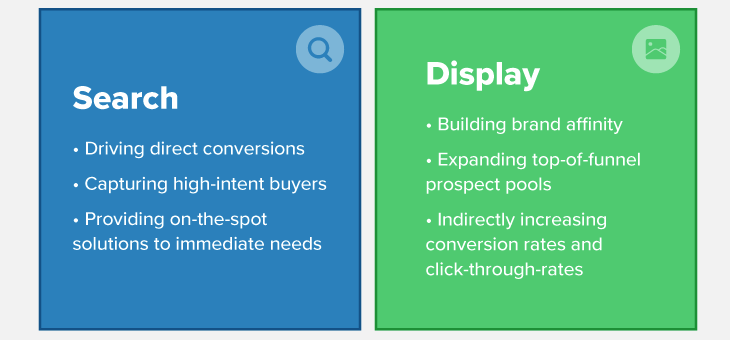 Search
• Driving direct conversions
• Capturing high-intent buyers
• Providing on-the-spot
solutions to immediate needs
Display
• Building brand affinity
• Expanding top-of-funnel
prospect pools
• Indirectly increasing
conversion rates and
click-through-rates